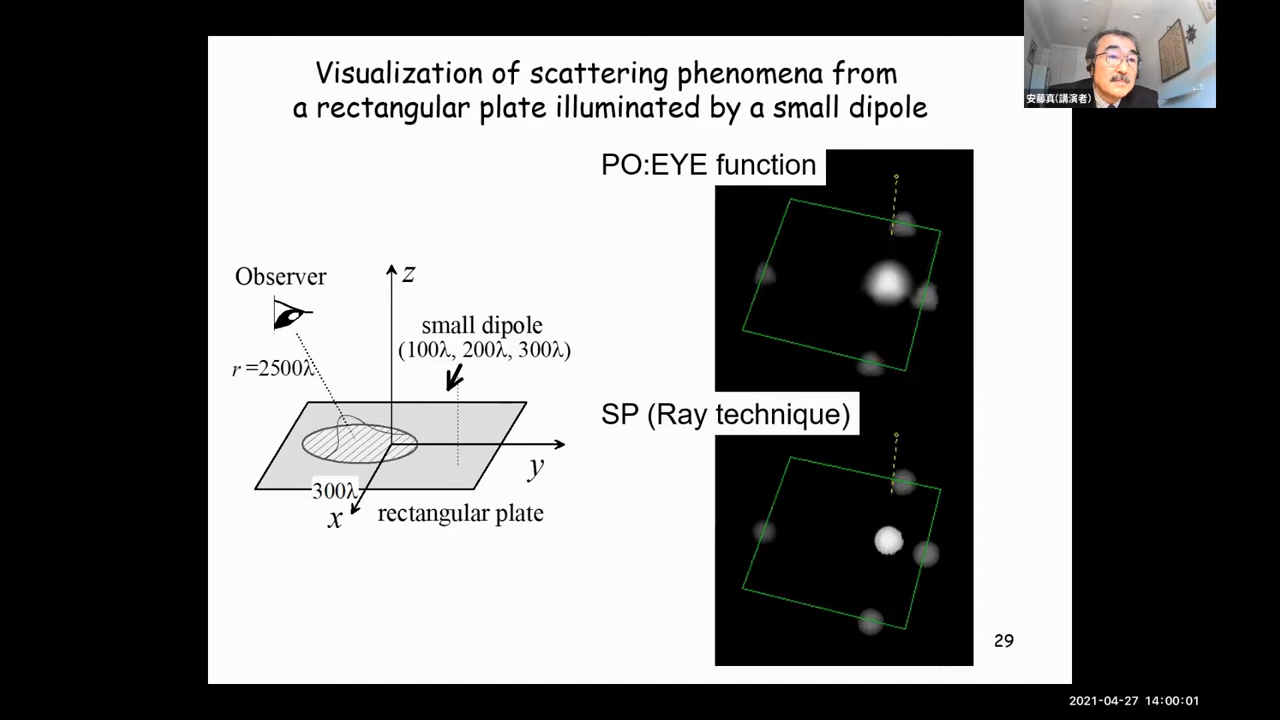 Visualization of scattering phenomena from
a rectangular plate illuminated by a small dipole
安藤真(講演者)
PO:EYE function
Observer
z
small dipole
(100λ, 200λ, 300λ)
r =2500λ
y
300λ
x
rectangular plate
SP (Ray technique)
29
2021-04-27 14:00:01